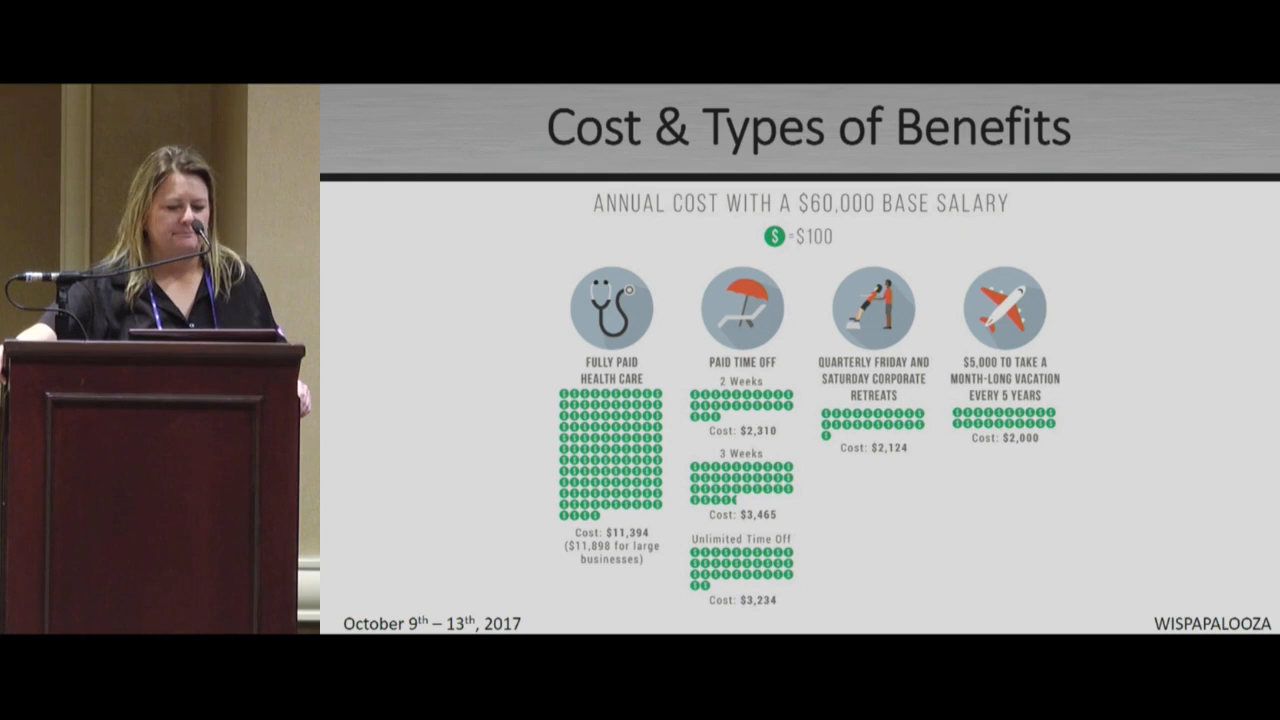 Cost & Types of Benefits
ANNUAL COST WITH A $60,000 BASE SALARY
$ =$100
FULLY PAID
HEALTH CARE
Cost: $11,394
($11,898 for large
businesses)
PAID TIME OFF
2 Weeks
Cost: $2,310
3 Weeks
Cost: $3,465
Unlimited Time Off
Cost: $3,234
QUARTERLY FRIDAY AND
SATURDAY CORPORATE
RETREATS
Cost: $2,124
$5,000 TO TAKE A
MONTH-LONG VACATION
EVERY 5 YEARS
Cost: $2,000
October 9th – 13th, 2017
WISPAPALOOZA